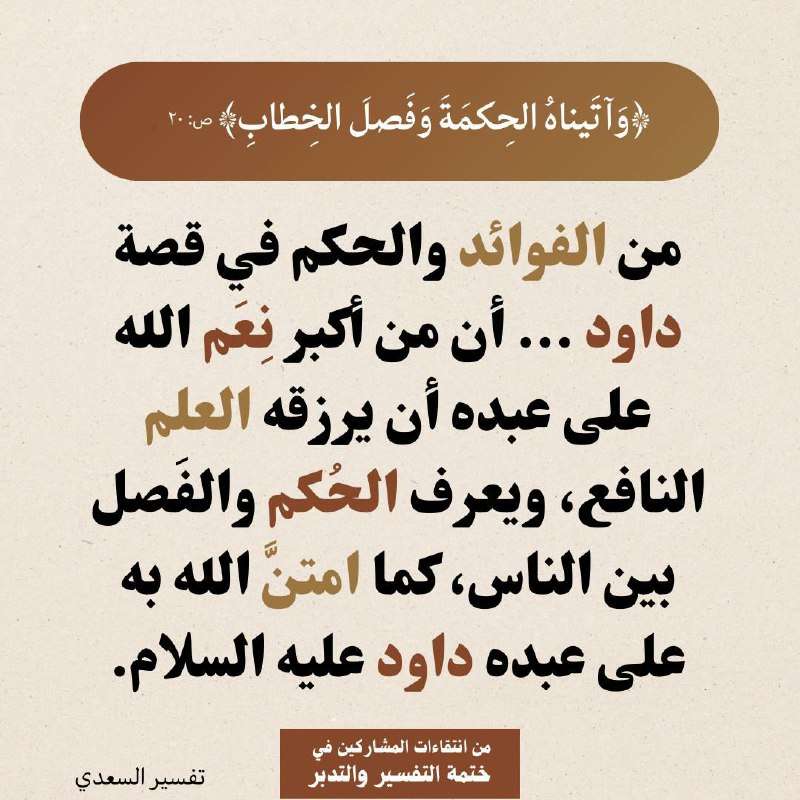 ﴿وَآتَيناهُ الحِكمَةَ وَفَصلَ الخِطابِ﴾ ص: ٢٠
من الفوائد والحكم في قصة
داود ... أن من أكبر نِعَم الله
على عبده أن يرزقه العلم
النافع، ويعرف الحُكم والفَصل
بين الناس، كما امتنَّ الله به
على عبده داود عليه السلام.
من انتقاءات المشاركين في
ختمة التفسير والتدبر
تفسير السعدي